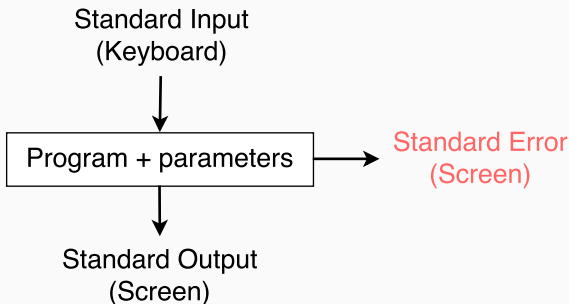 Standard Input
(Keyboard)
Program + parameters
Standard Error
(Screen)
Standard Output
(Screen)